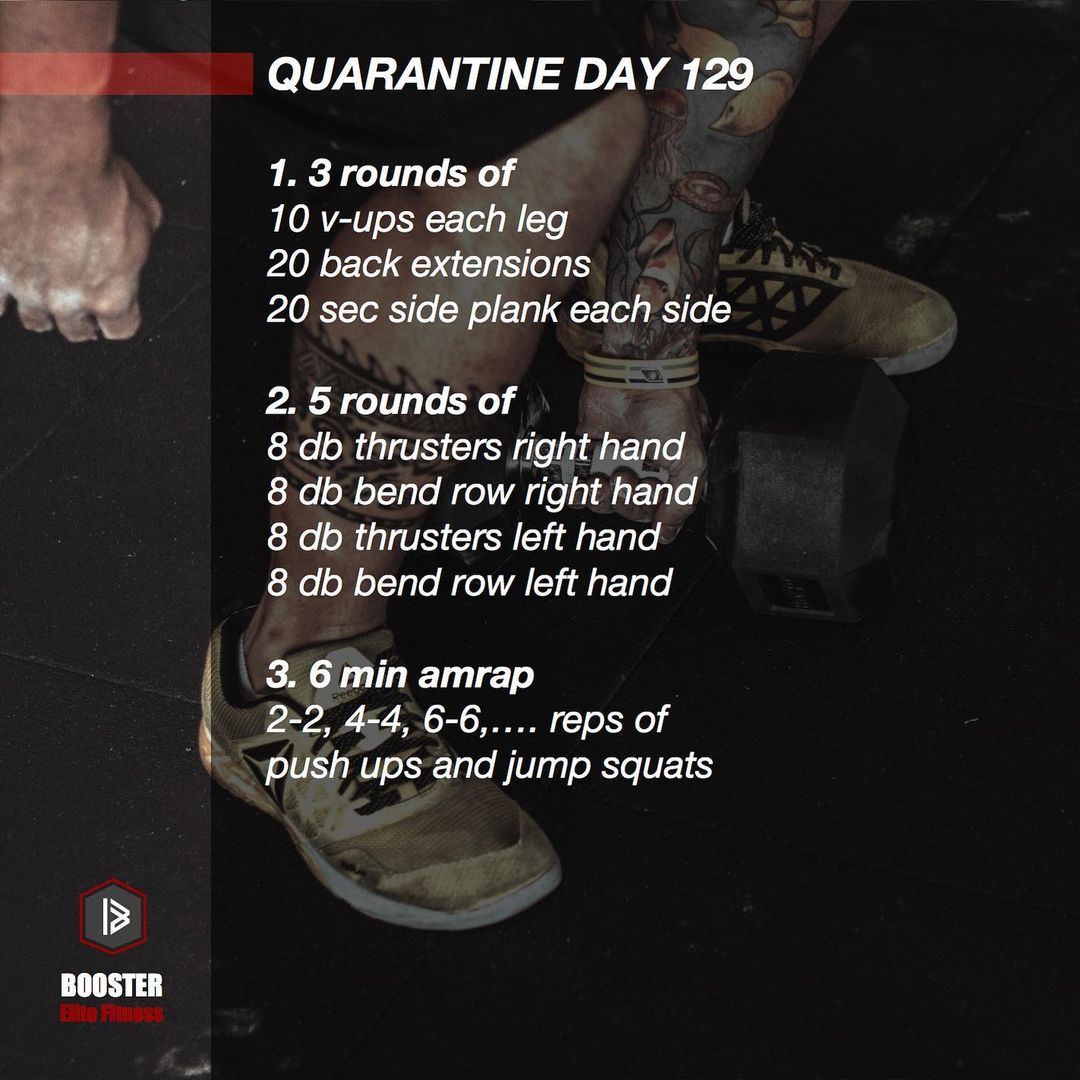 QUARANTINE DAY 129
1. 3 rounds of
10 v-ups each leg
20 back extensions
20 sec side plank each side
2. 5 rounds of
8 db thrusters right hand
8 db bend row right hand
8 db thrusters left hand
8 db bend row left hand
3. 6 min amrap
2-2, 4-4, 6-6,.... reps of
push ups and jump squats
BOOSTER
Elite Fitness